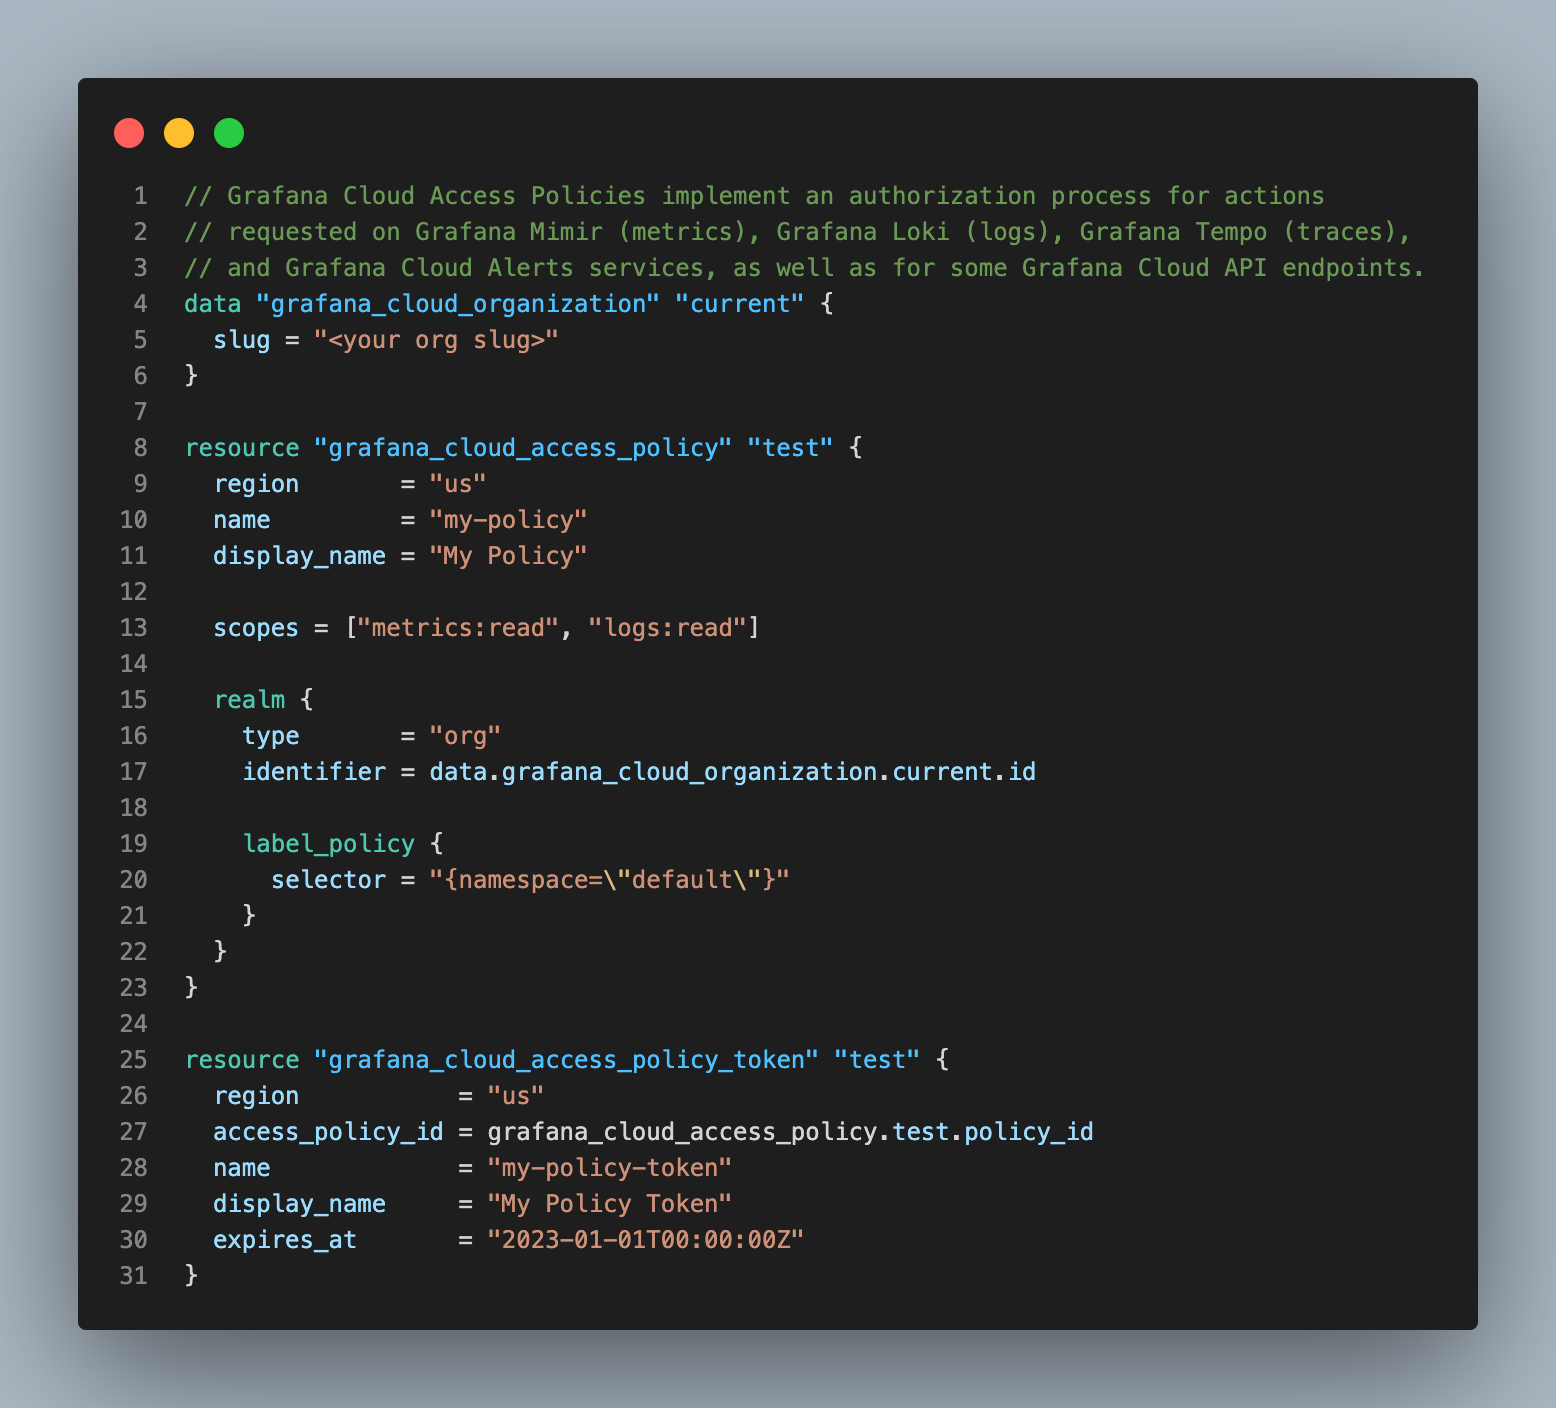 1 // Grafana Cloud Access Policies implement an authorization process for actions
2 // requested on Grafana Mimir (metrics), Grafana Loki (logs), Grafana Tempo (traces),
3 // and Grafana Cloud Alerts services, as well as for some Grafana Cloud API endpoints.
4 data "grafana_cloud_organization" "current" {
5   slug = "<your org slug>"
6 }
7
8 resource "grafana_cloud_access_policy" "test" {
9   region       = "us"
10   name         = "my-policy"
11   display_name = "My Policy"
12
13   scopes = ["metrics:read", "logs:read"]
14
15   realm {
16     type       = "org"
17     identifier = data.grafana_cloud_organization.current.id
18
19     label_policy {
20       selector = "{namespace=\"default\"}"
21     }
22   }
23 }
24
25 resource "grafana_cloud_access_policy_token" "test" {
26   region           = "us"
27   access_policy_id = grafana_cloud_access_policy.test.policy_id
28   name             = "my-policy-token"
29   display_name     = "My Policy Token"
30   expires_at       = "2023-01-01T00:00:00Z"
31 }